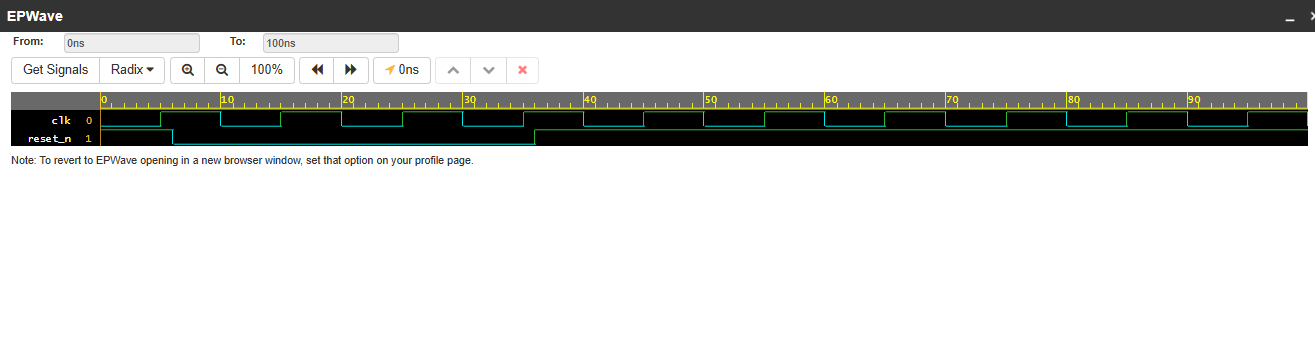 EPWave
From: 0ns To: 100ns
Get Signals Radix 100% 0ns
0 10 20 30 40 50 60 70 80 90
clk 0
reset_n 1
Note: To revert to EPWave opening in a new browser window, set that option on your profile page.